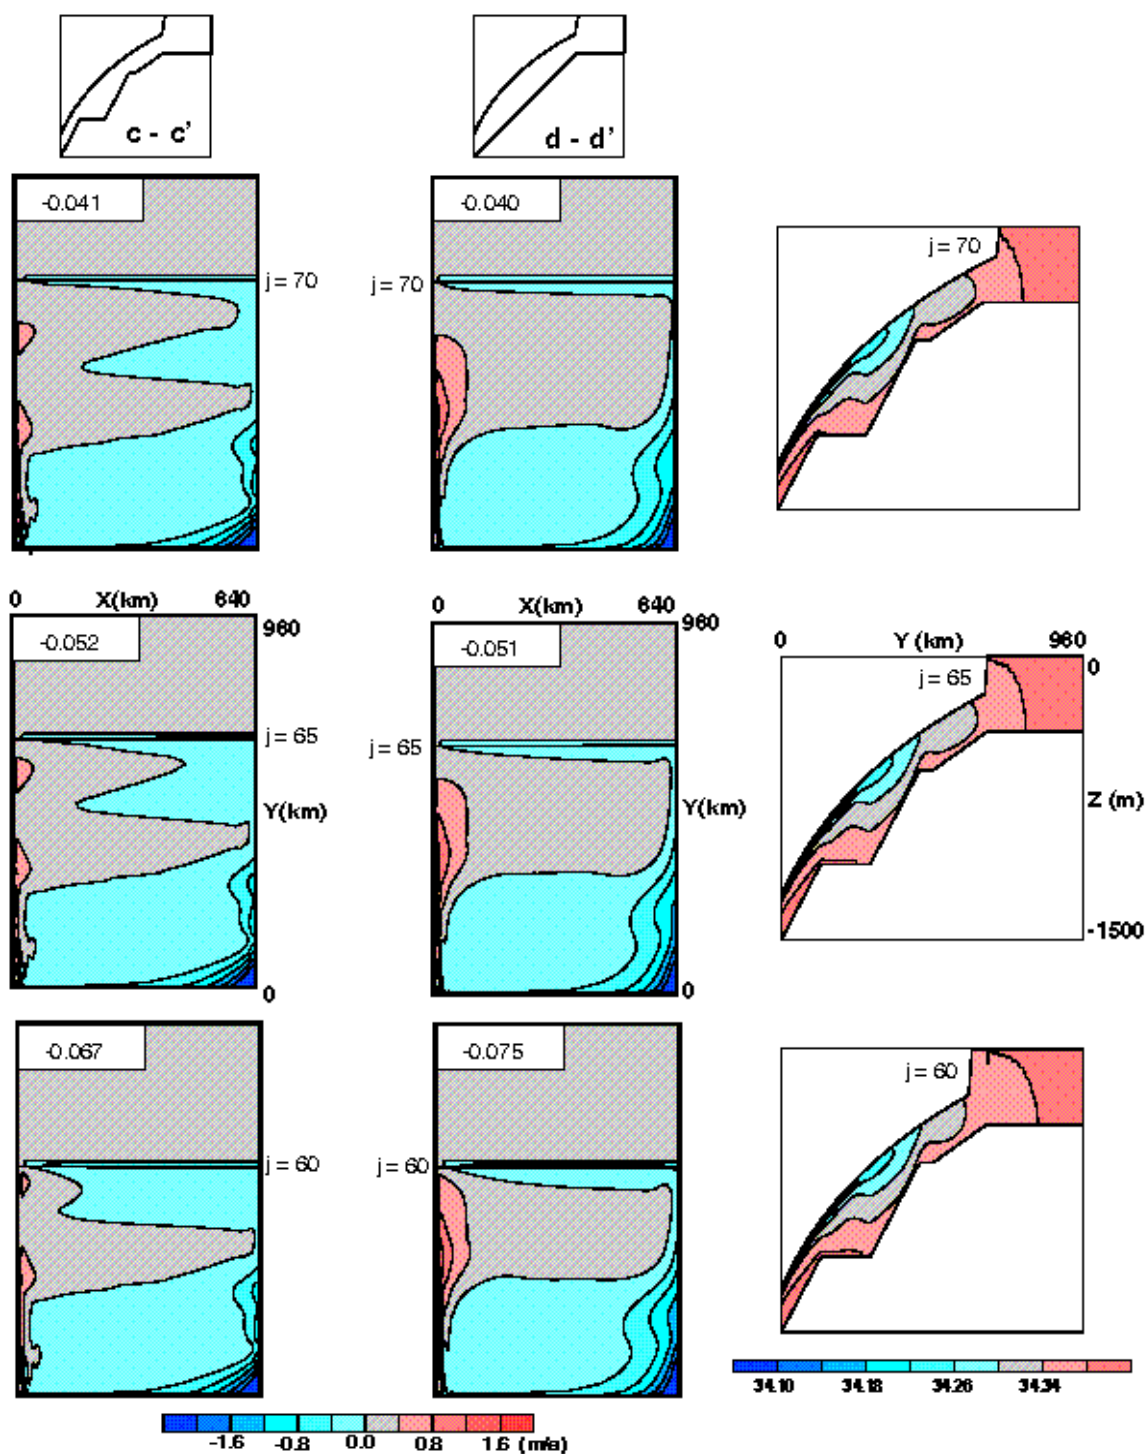 c - c' d - d'
-0.041 -0.040
j = 70 j = 70 j = 70
0 X(km) 640 0 X(km) 640 0 Y (km) 960
-0.052 960 -0.051 960 0
j = 65 j = 65 j = 65
Y(km) Y(km) Z (m)
0 0 -1500
-0.067 -0.075
j = 60 j = 60 j = 60
34.10 34.18 34.26 34.34
-1.6 -0.8 0.0 0.8 1.6 (m/a)